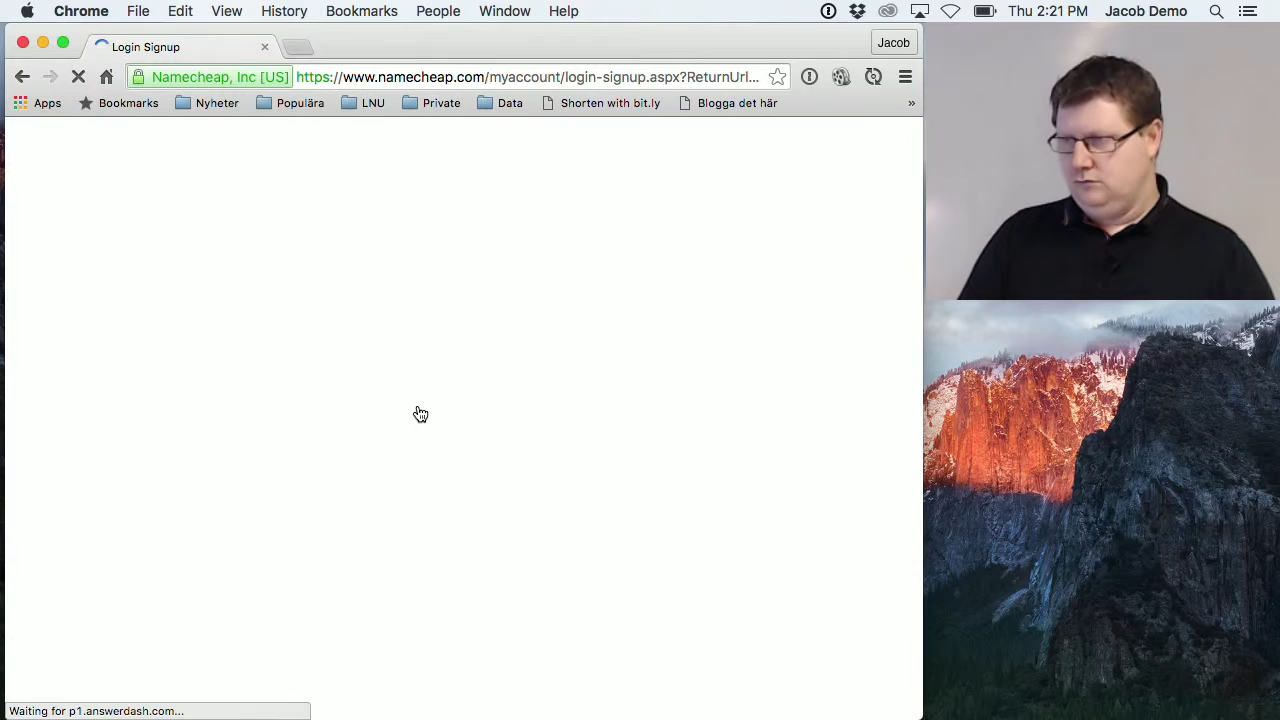 Chrome File Edit View History Bookmarks People Window Help Thu 2:21 PM Jacob Demo
Login Signup
Jacob
Namecheap, Inc [US] https://www.namecheap.com/myaccount/login-signup.aspx?ReturnUrl...
Apps Bookmarks Nyheter Populära LNU Private Data Shorten with bit.ly Blogga det här »
Waiting for p1.answerdash.com...